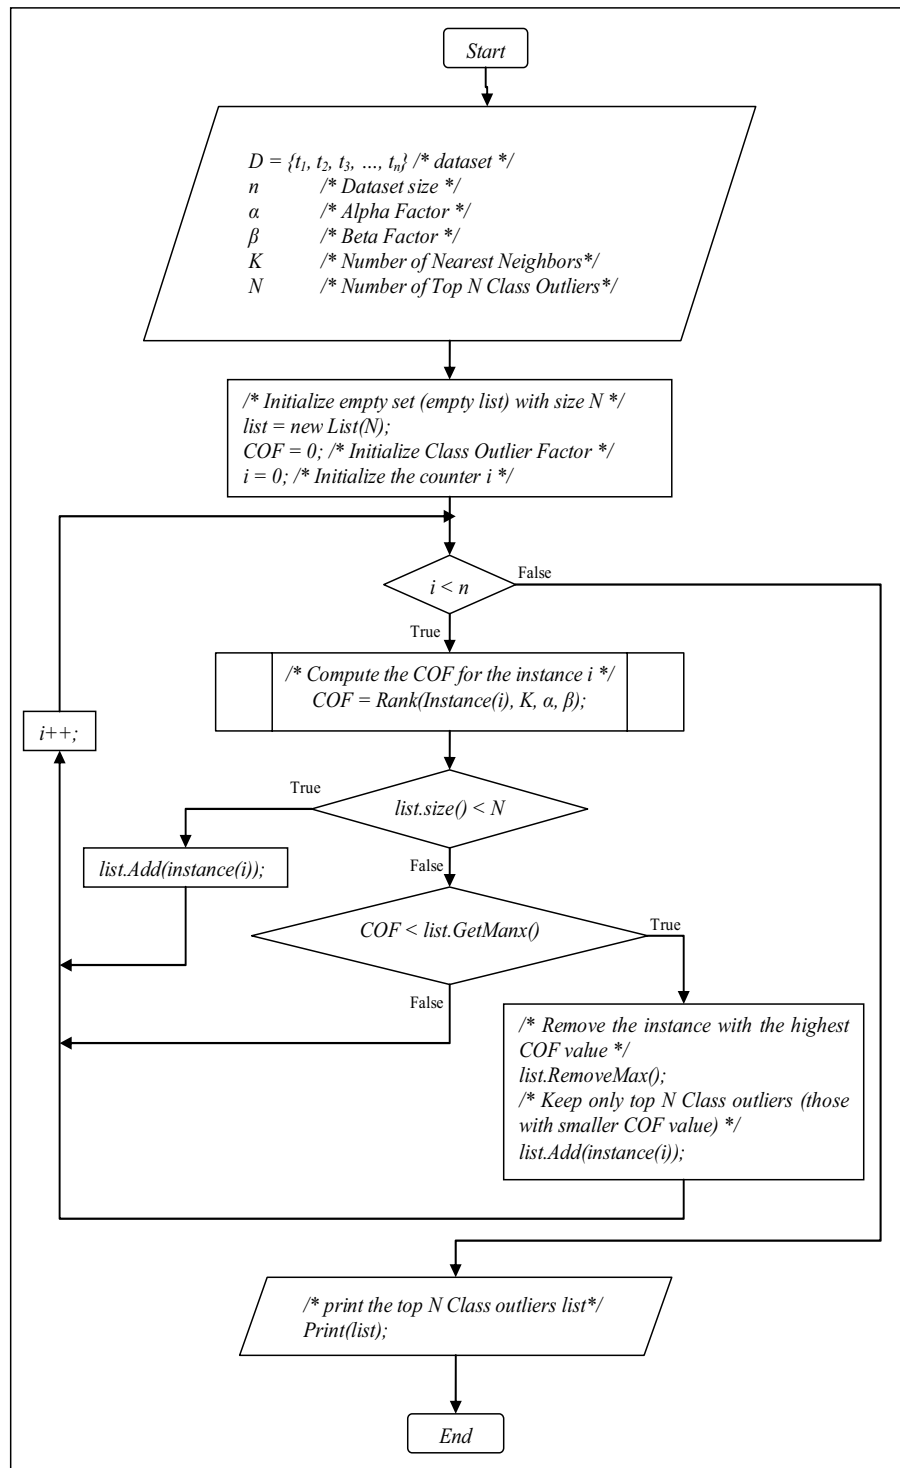 Start
D = {t1, t2, t3, ..., tn} /* dataset */
n /* Dataset size */
α /* Alpha Factor */
β /* Beta Factor */
K /* Number of Nearest Neighbors*/
N /* Number of Top N Class Outliers*/
/* Initialize empty set (empty list) with size N */
list = new List(N);
COF = 0; /* Initialize Class Outlier Factor */
i = 0; /* Initialize the counter i */
i < n
False
True
/* Compute the COF for the instance i */
COF = Rank(Instance(i), K, α, β);
i++;
True
list.size() < N
False
list.Add(instance(i));
COF < list.GetManx()
True
False
/* Remove the instance with the highest
COF value */
list.RemoveMax();
/* Keep only top N Class outliers (those
with smaller COF value) */
list.Add(instance(i));
/* print the top N Class outliers list*/
Print(list);
End